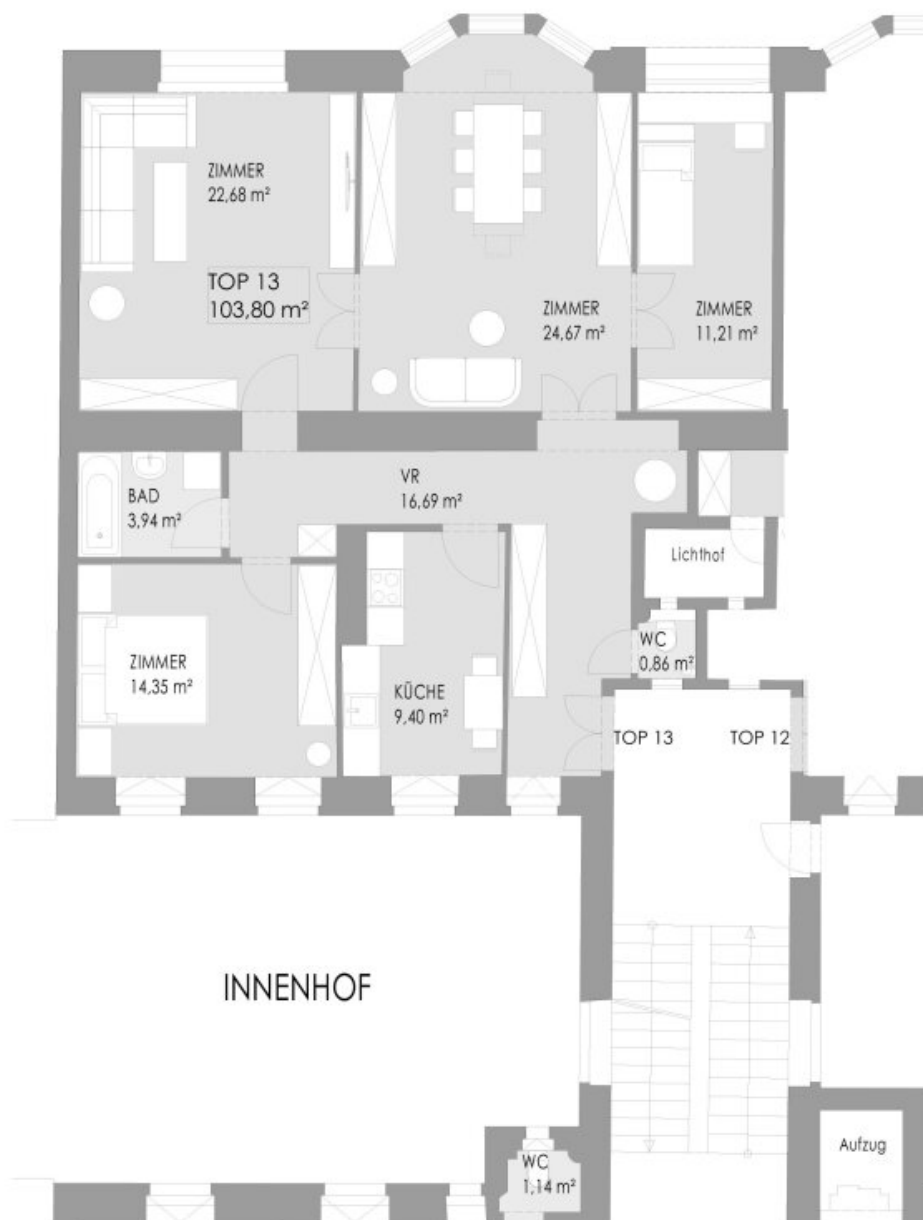 ZIMMER
22,68 m²
TOP 13
103,80 m²
ZIMMER
24,67 m²
ZIMMER
11,21 m²
VR
16,69 m²
BAD
3,94 m²
Lichthof
WC
0,86 m²
ZIMMER
14,35 m²
KÜCHE
9,40 m²
TOP 13
TOP 12
INNENHOF
Aufzug
WC
1,14 m²